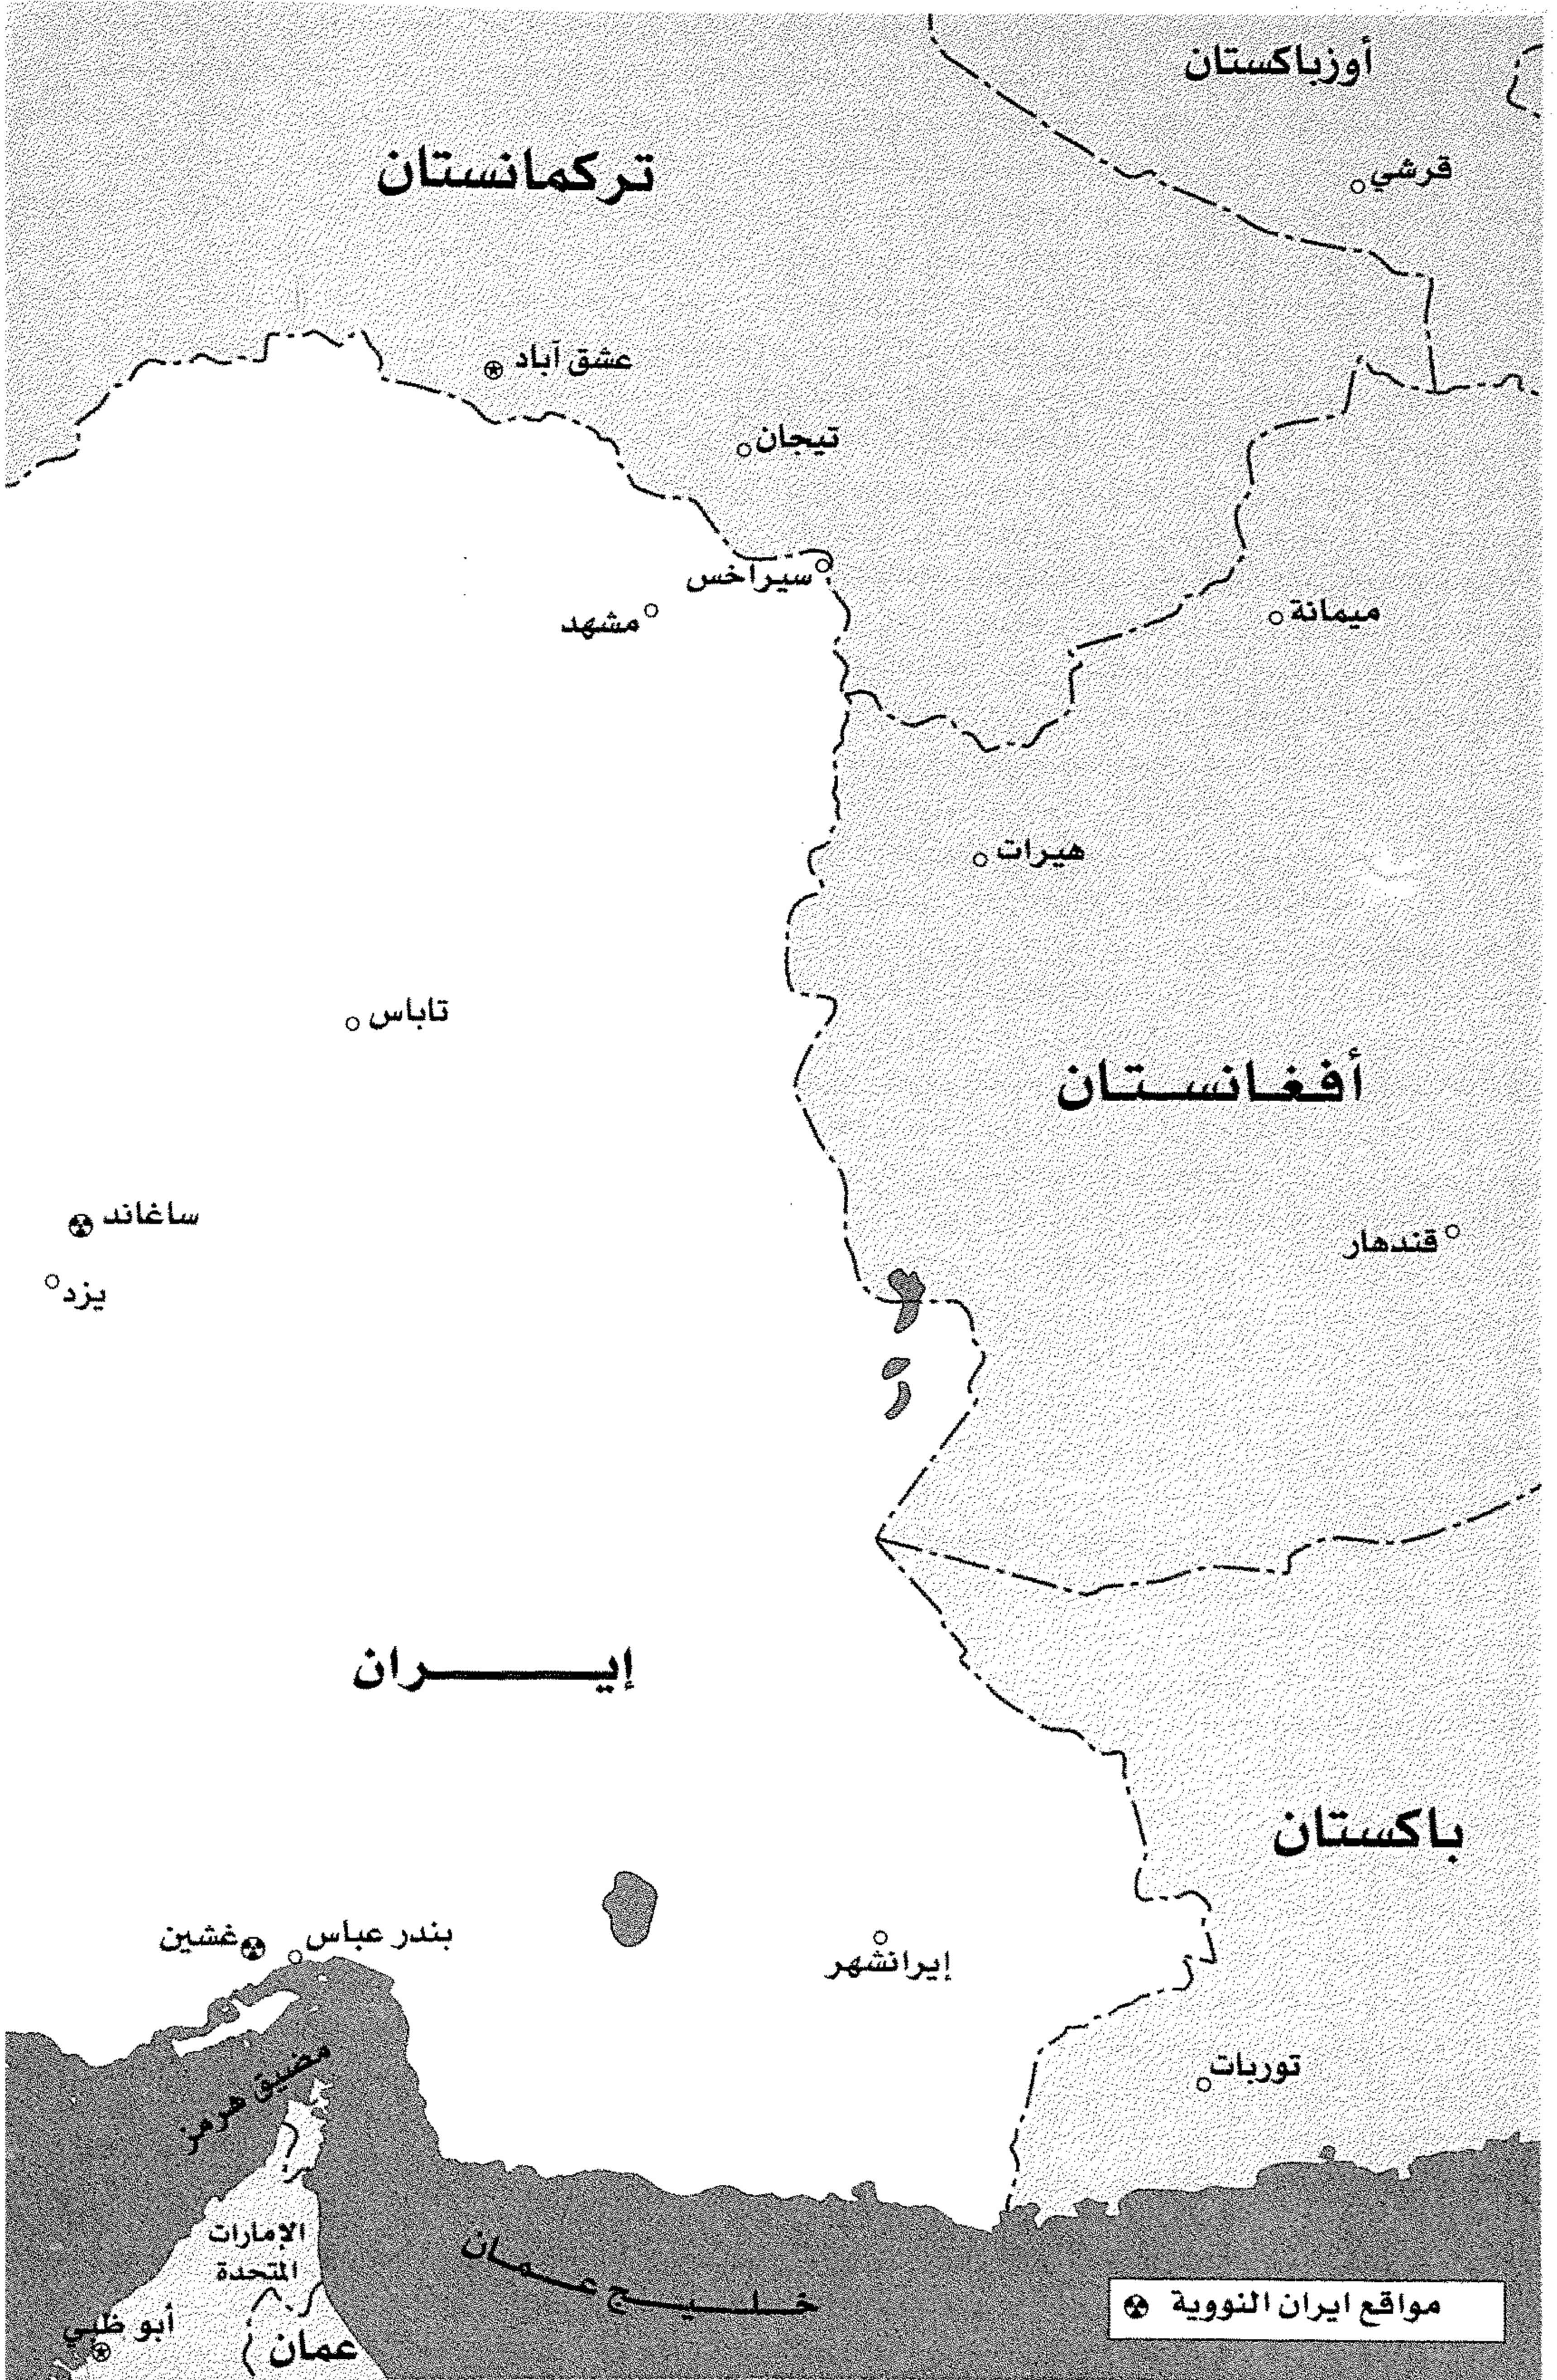 أوزباكستان
تركمانستان
قرشي
عشق آباد
تيجان
سيراخس
مشهد
ميمانة
هيرات
تاباس
أفغانستان
ساغاند
قندهار
يزد
إيران
باكستان
بندر عباس
غشين
إيرانشهر
مضيق هرمز
توربات
الإمارات
المتحدة
خليج عمان
مواقع ايران النووية
أبو ظبي
عمان